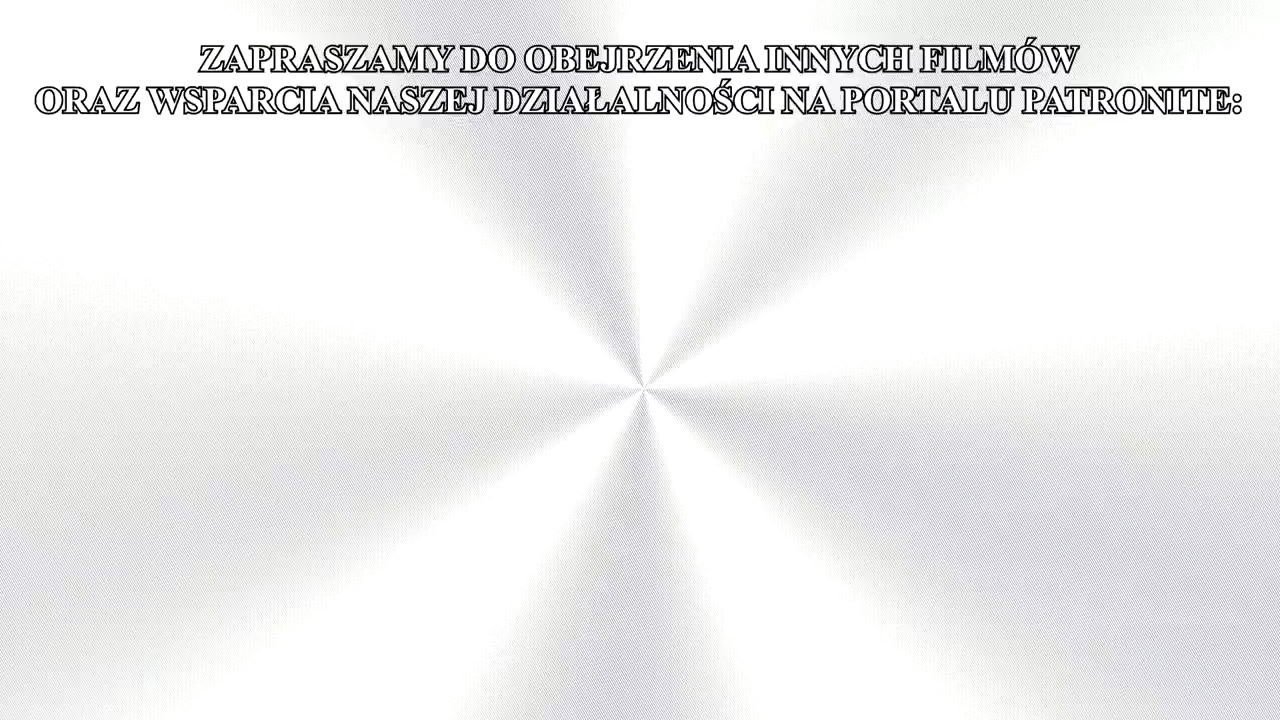 ZAPRASZAMY DO OBEJRZENIA INNYCH FILMÓW
ORAZ WSPARCIA NASZEJ DZIAŁALNOŚCI NA PORTALU PATRONITE: